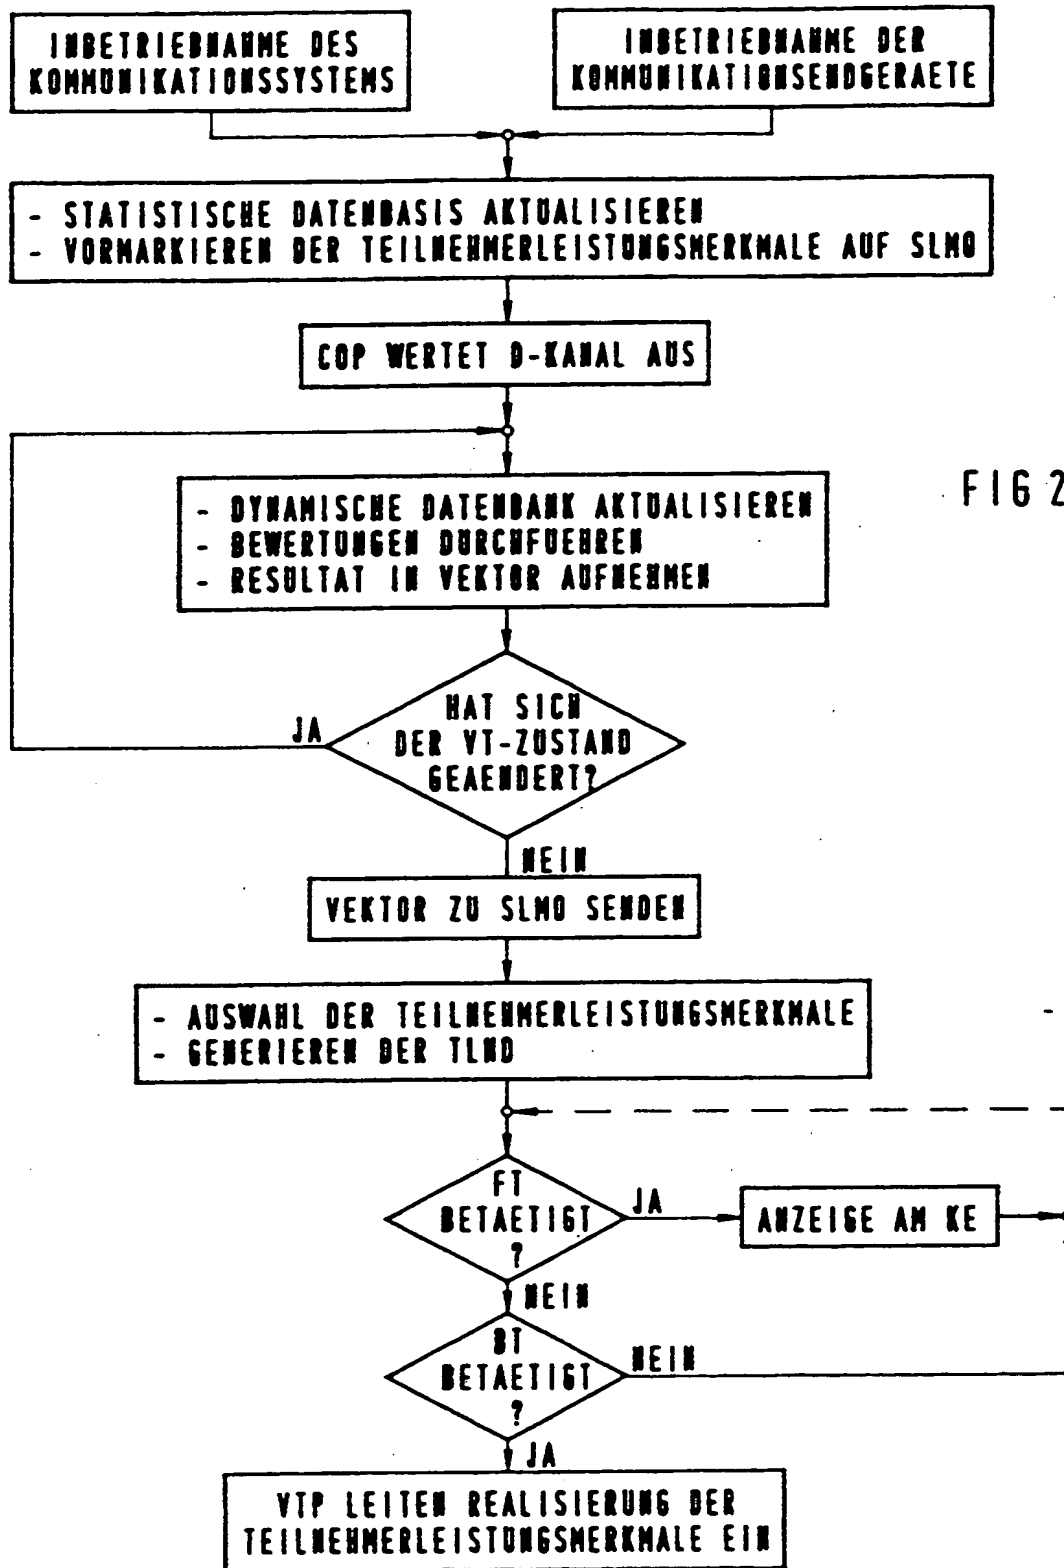 INBETRIEBNAHME DES
KOMMUNIKATIONSSYSTEMS
INBETRIEBNAHME DER
KOMMUNIKATIONSENDGERAETE
- STATISTISCHE DATENBASIS AKTUALISIEREN
- VORMARKIEREN DER TEILNEHMERLEISTUNGSMERKMALE AUF SLMO
COP WERTET D-KANAL AUS
FIG 2
- DYNAMISCHE DATENBANK AKTUALISIEREN
- BEWERTUNGEN DURCHFUEHREN
- RESULTAT IN VEKTOR AUFNEHMEN
HAT SICH
DER VT-ZUSTAND
GEAENDERT?
JA
NEIN
VEKTOR ZU SLMO SENDEN
- AUSWAHL DER TEILNEHMERLEISTUNGSMERKMALE
- GENERIEREN DER TLND
FT
BETAETIGT
?
JA
ANZEIGE AM KE
NEIN
BT
BETAETIGT
?
NEIN
JA
VTP LEITEN REALISIERUNG DER
TEILNEHMERLEISTUNGSMERKMALE EIN